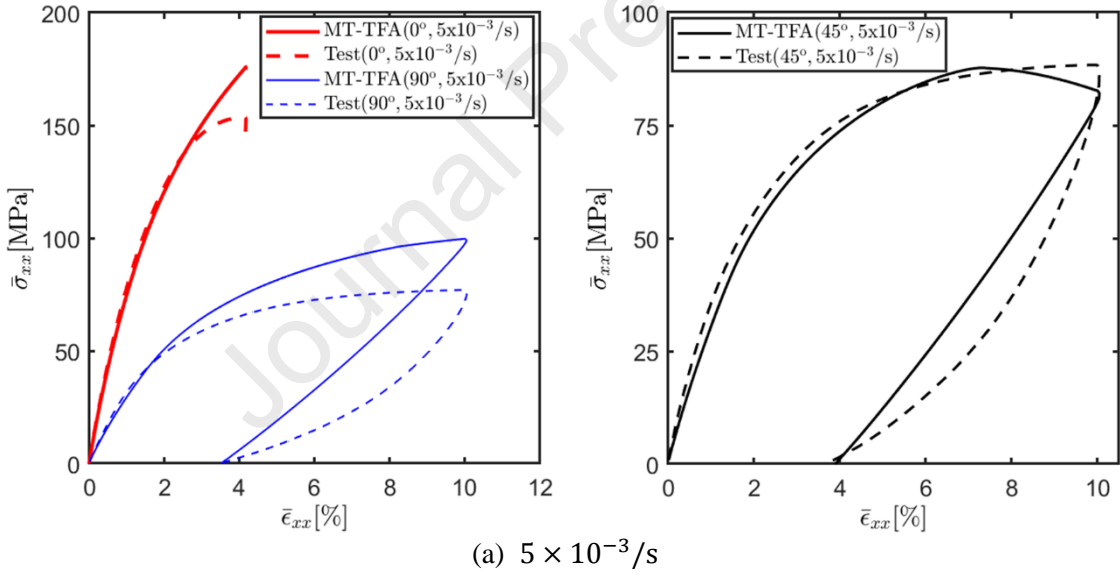 Journal Pre
200
150
100
50
0
0
2
4
6
8
10
12
σ̄xx[MPa]
ε̄xx[%]
MT-TFA(0°, 5x10⁻³/s)
Test(0°, 5x10⁻³/s)
MT-TFA(90°, 5x10⁻³/s)
Test(90°, 5x10⁻³/s)
100
75
50
25
0
0
2
4
6
8
10
σ̄xx[MPa]
ε̄xx[%]
MT-TFA(45°, 5x10⁻³/s)
Test(45°, 5x10⁻³/s)
(a) 5 × 10⁻³/s